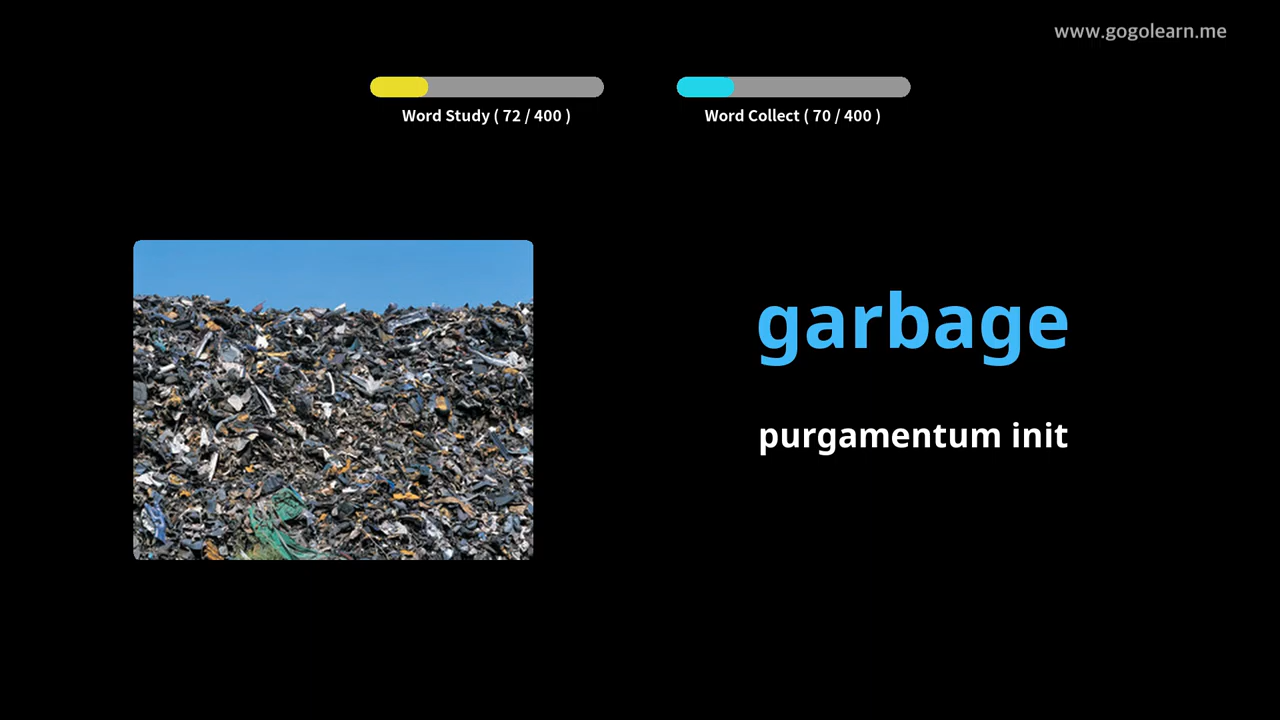 www.gogolearn.me
Word Study ( 72 / 400 )
Word Collect ( 70 / 400 )
garbage
purgamentum init